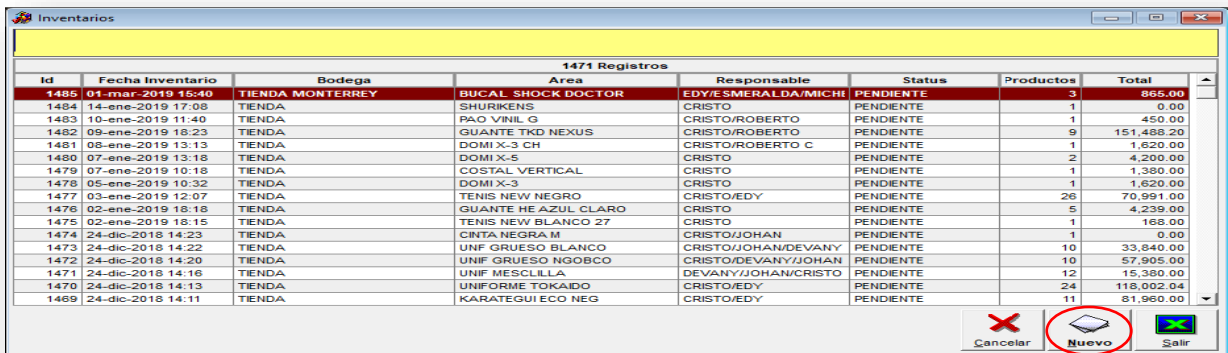 Inventarios
1471 Registros
Id Fecha Inventario Bodega Area Responsable Status Productos Total
1485 01-mar-2019 15:40 TIENDA MONTERREY BUCAL SHOCK DOCTOR EDY/ESMERALDA/MICHE PENDIENTE 3 865.00
1484 14-ene-2019 17:08 TIENDA SHURIKENS CRISTO PENDIENTE 1 0.00
1483 10-ene-2019 11:40 TIENDA PAO VINIL G CRISTO/ROBERTO PENDIENTE 1 450.00
1482 09-ene-2019 18:23 TIENDA GUANTE TKD NEXUS CRISTO/ROBERTO PENDIENTE 9 151,488.20
1481 08-ene-2019 13:13 TIENDA DOMI X-3 CH CRISTO/ROBERTO C PENDIENTE 1 1,620.00
1480 07-ene-2019 13:18 TIENDA DOMI X-5 CRISTO PENDIENTE 2 4,200.00
1479 07-ene-2019 10:18 TIENDA COSTAL VERTICAL CRISTO PENDIENTE 1 1,380.00
1478 05-ene-2019 10:32 TIENDA DOMI X-3 CRISTO PENDIENTE 1 1,620.00
1477 03-ene-2019 12:07 TIENDA TENIS NEW NEGRO CRISTO/EDY PENDIENTE 26 70,991.00
1476 02-ene-2019 18:18 TIENDA GUANTE HE AZUL CLARO CRISTO PENDIENTE 5 4,239.00
1475 02-ene-2019 18:15 TIENDA TENIS NEW BLANCO 27 CRISTO PENDIENTE 1 168.00
1474 24-dic-2018 14:23 TIENDA CINTA NEGRA M CRISTO/JOHAN PENDIENTE 1 0.00
1473 24-dic-2018 14:22 TIENDA UNF GRUESO BLANCO CRISTO/JOHAN/DEVANY PENDIENTE 10 33,840.00
1472 24-dic-2018 14:20 TIENDA UNIF GRUESO NGOBCO CRISTO/DEVANY/JOHAN PENDIENTE 10 57,905.00
1471 24-dic-2018 14:16 TIENDA UNIF MESCLILLA DEVANY/JOHAN/CRISTO PENDIENTE 12 15,380.00
1470 24-dic-2018 14:13 TIENDA UNIFORME TOKAIDO CRISTO/EDY PENDIENTE 24 118,002.04
1469 24-dic-2018 14:11 TIENDA KARATEGUI ECO NEG CRISTO/EDY PENDIENTE 11 81,960.00
Cancelar Nuevo Salir